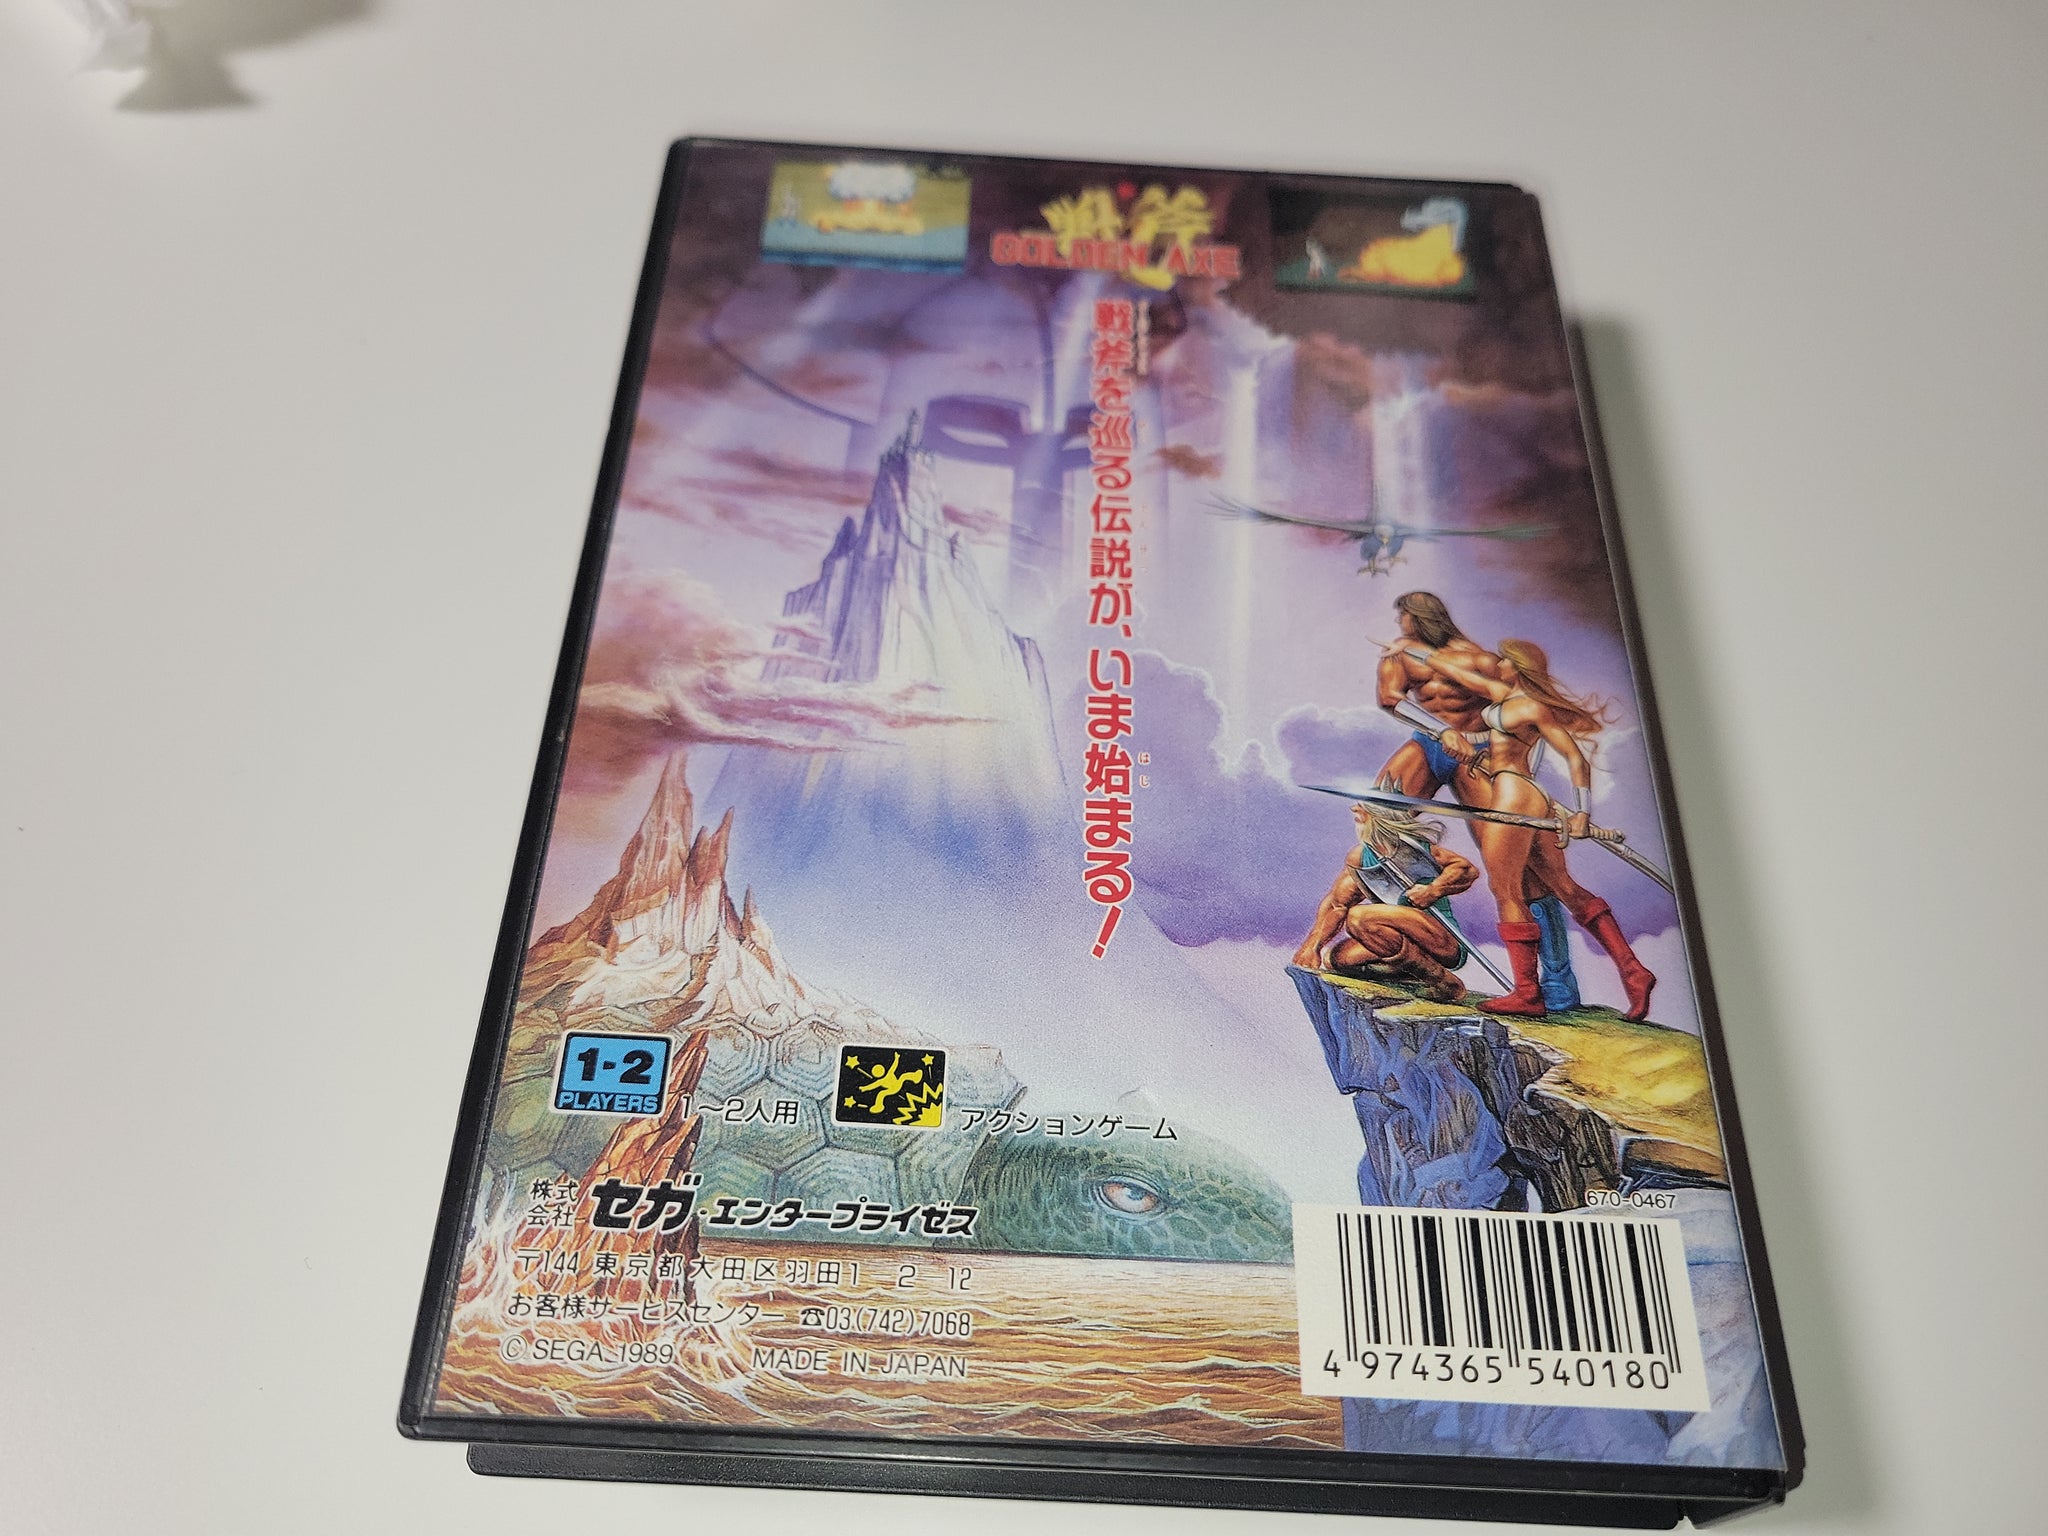 戦斧
GOLDEN AXE
戦斧を巡る伝説が、いま始まる!
はじ
1-2
PLAYERS
1〜2人用
アクションゲーム
株式会社 セガ・エンタープライゼス
〒144 東京都大田区羽田1-2-12
お客様サービスセンター ☎03(742)7068
© SEGA 1989 MADE IN JAPAN
670-0467
4 974365 540180